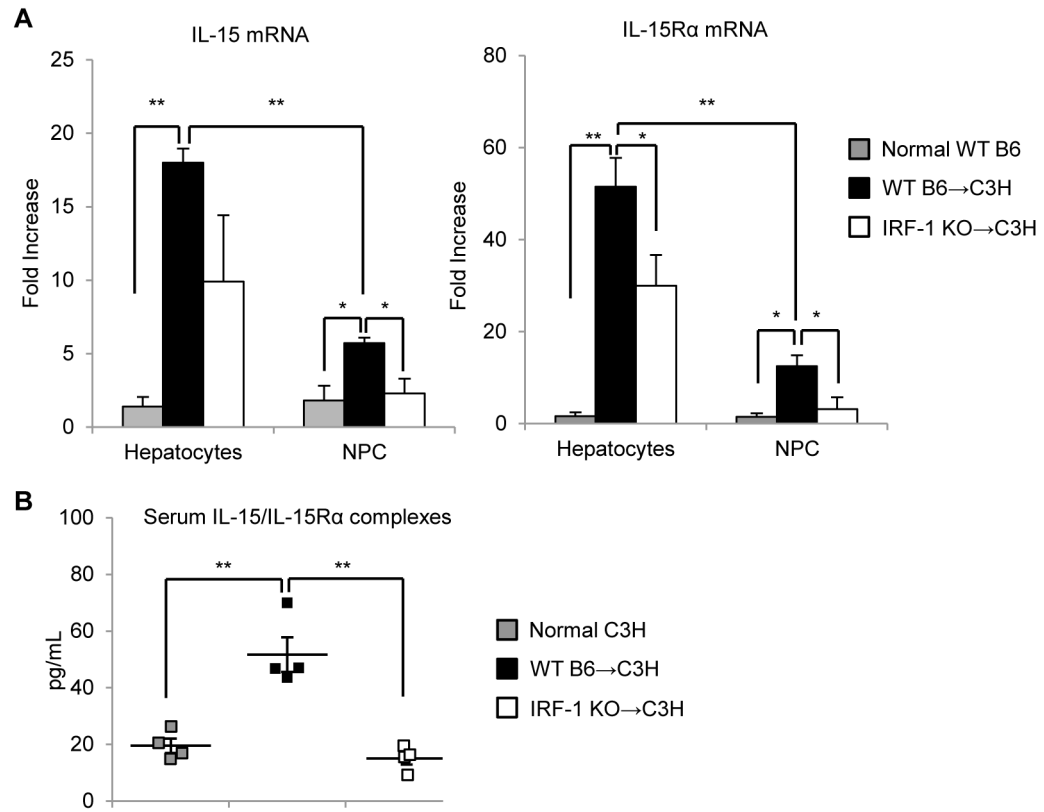 A
IL-15 mRNA
Fold Increase
25
20
15
10
5
0
**
**
*
*
Hepatocytes
NPC
IL-15Rα mRNA
Fold Increase
80
60
40
20
0
**
**
*
*
*
Hepatocytes
NPC
Normal WT B6
WT B6→C3H
IRF-1 KO→C3H
B
Serum IL-15/IL-15Rα complexes
pg/mL
100
80
60
40
20
0
**
**
Normal C3H
WT B6→C3H
IRF-1 KO→C3H